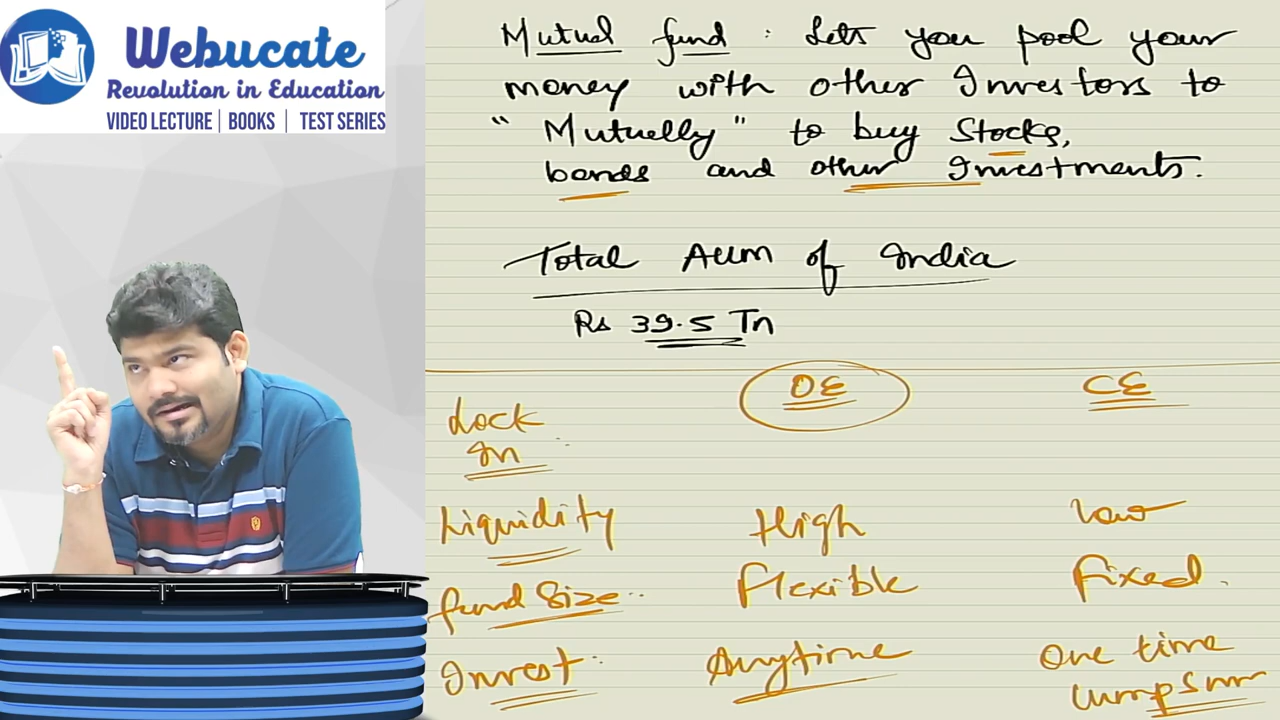 Webucate
Revolution in Education
VIDEO LECTURE | BOOKS | TEST SERIES
Mutual fund : Lets you pool your
money with other Investors to
“ Mutually ” to buy Stocks,
bonds and other Investments.
Total AUM of India
Rs 39.5 Tn
OE CE
Lock
In
Liquidity High Low
Fund Size : Flexible Fixed.
Invest : Anytime One time
Lumpsum